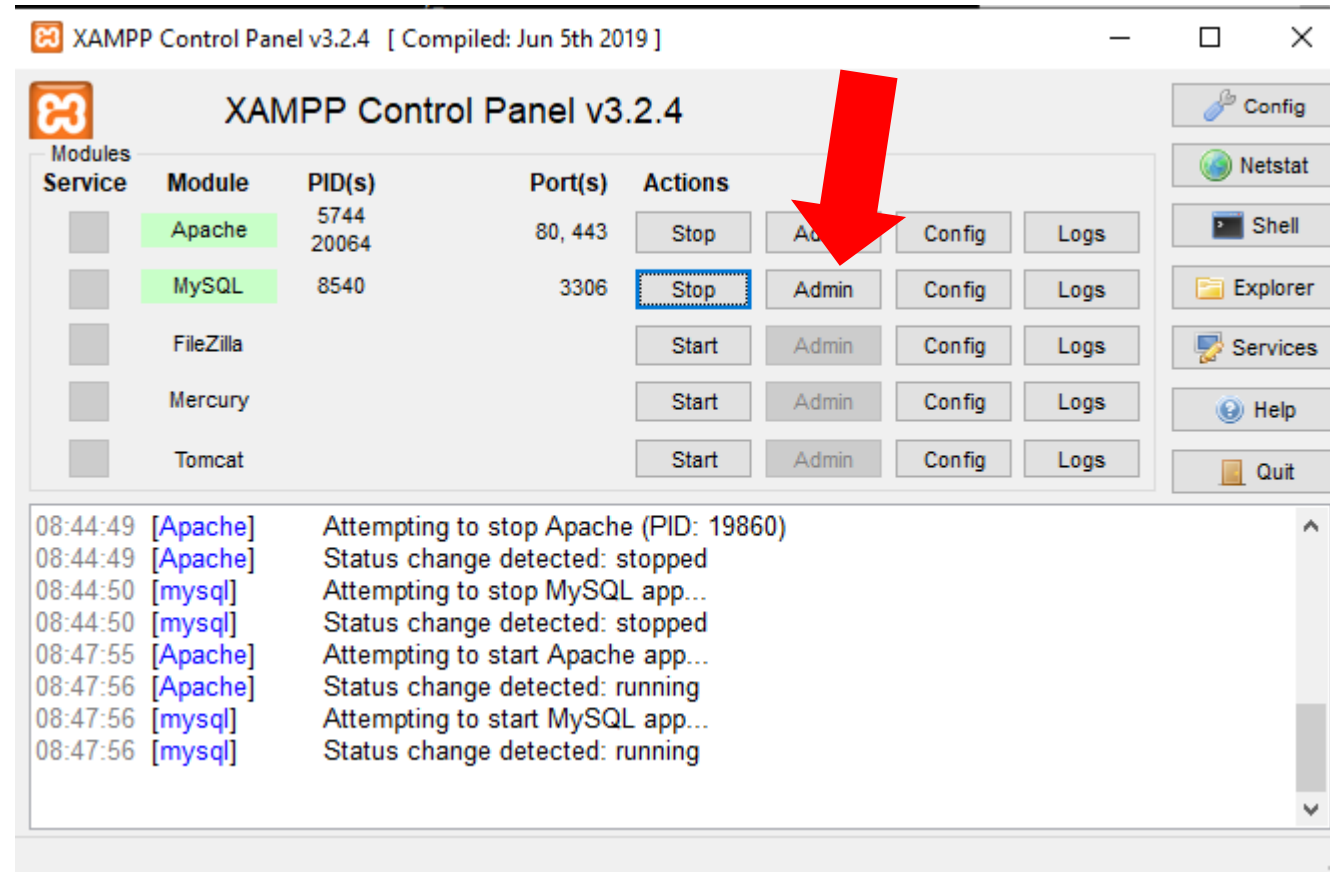 XAMPP Control Panel v3.2.4 [ Compiled: Jun 5th 2019 ]
XAMPP Control Panel v3.2.4
Modules
Service Module PID(s) Port(s) Actions
Apache 5744 20064 80, 443 Stop Config Logs
MySQL 8540 3306 Stop Admin Config Logs
FileZilla Start Admin Config Logs
Mercury Start Admin Config Logs
Tomcat Start Admin Config Logs
Config
Netstat
Shell
Explorer
Services
Help
Quit
08:44:49 [Apache] Attempting to stop Apache (PID: 19860)
08:44:49 [Apache] Status change detected: stopped
08:44:50 [mysql] Attempting to stop MySQL app...
08:44:50 [mysql] Status change detected: stopped
08:47:55 [Apache] Attempting to start Apache app...
08:47:56 [Apache] Status change detected: running
08:47:56 [mysql] Attempting to start MySQL app...
08:47:56 [mysql] Status change detected: running